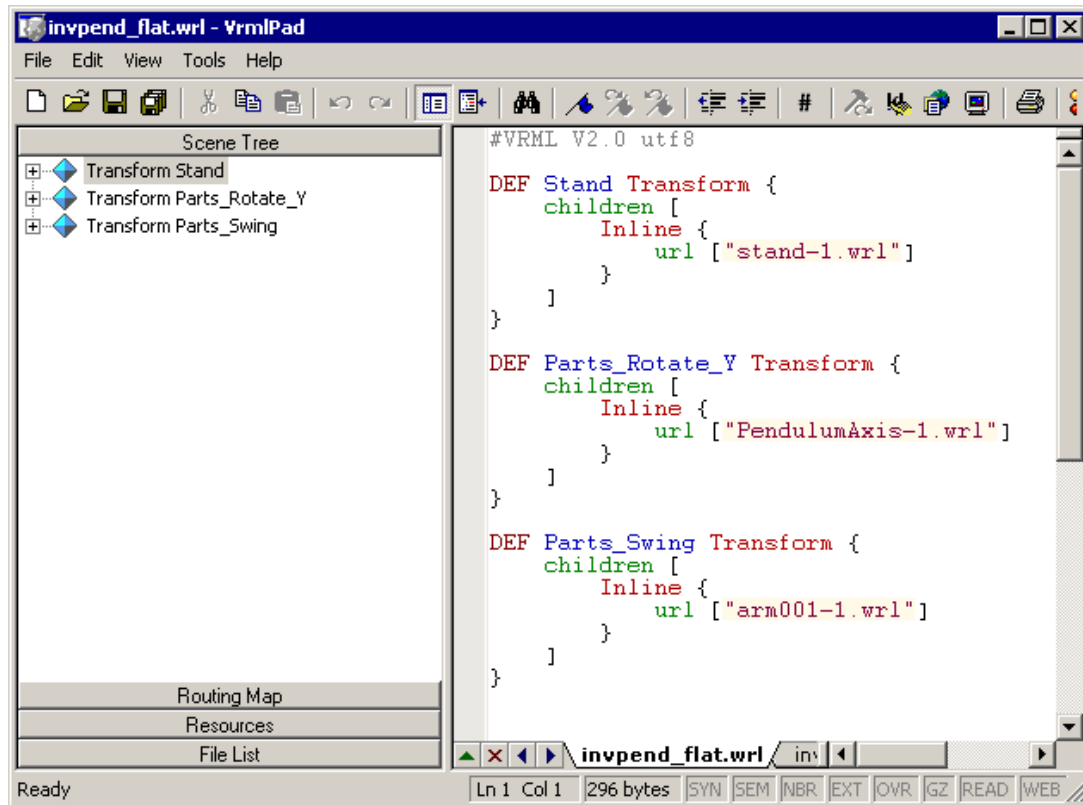 invpend_flat.wrl - VrmlPad
File Edit View Tools Help
Scene Tree
Transform Stand
Transform Parts_Rotate_Y
Transform Parts_Swing
Routing Map
Resources
File List
#VRML V2.0 utf8
DEF Stand Transform {
children [
Inline {
url ["stand-1.wrl"]
}
]
}
DEF Parts_Rotate_Y Transform {
children [
Inline {
url ["PendulumAxis-1.wrl"]
}
]
}
DEF Parts_Swing Transform {
children [
Inline {
url ["arm001-1.wrl"]
}
]
}
invpend_flat.wrl
Ready Ln 1 Col 1 296 bytes SYN SEM NBR EXT OVR GZ READ WEB